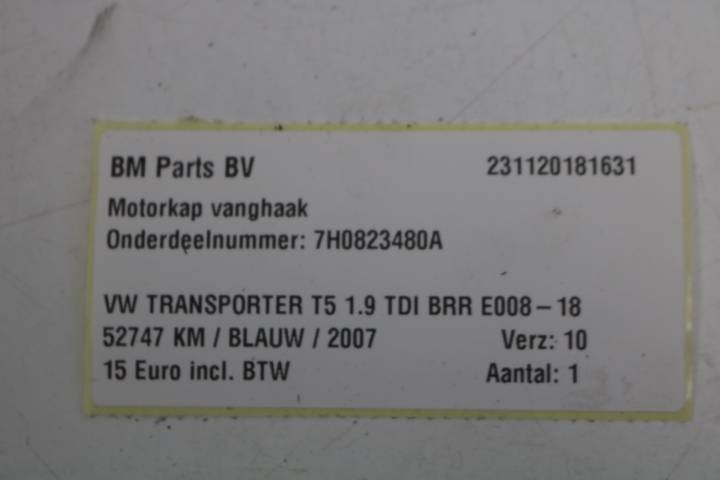 BM Parts BV 231120181631
Motorkap vanghaak
Onderdeelnummer: 7H0823480A
VW TRANSPORTER T5 1.9 TDI BRR E008-18
52747 KM / BLAUW / 2007 Verz: 10
15 Euro incl. BTW Aantal: 1